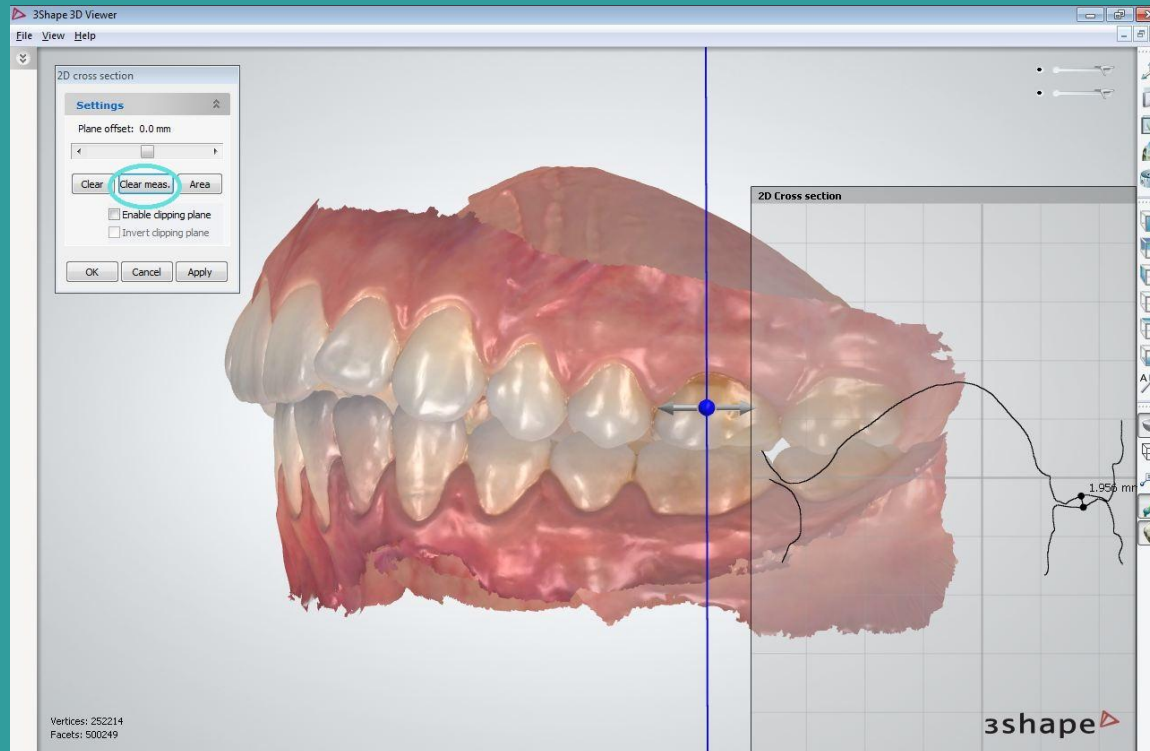 3Shape 3D Viewer
File View Help
2D cross section
Settings
Plane offset: 0.0 mm
Clear Clear meas. Area
Enable clipping plane
Invert clipping plane
OK Cancel Apply
2D Cross section
1.956 mm
Vertices: 252214
Facets: 500249
3shape